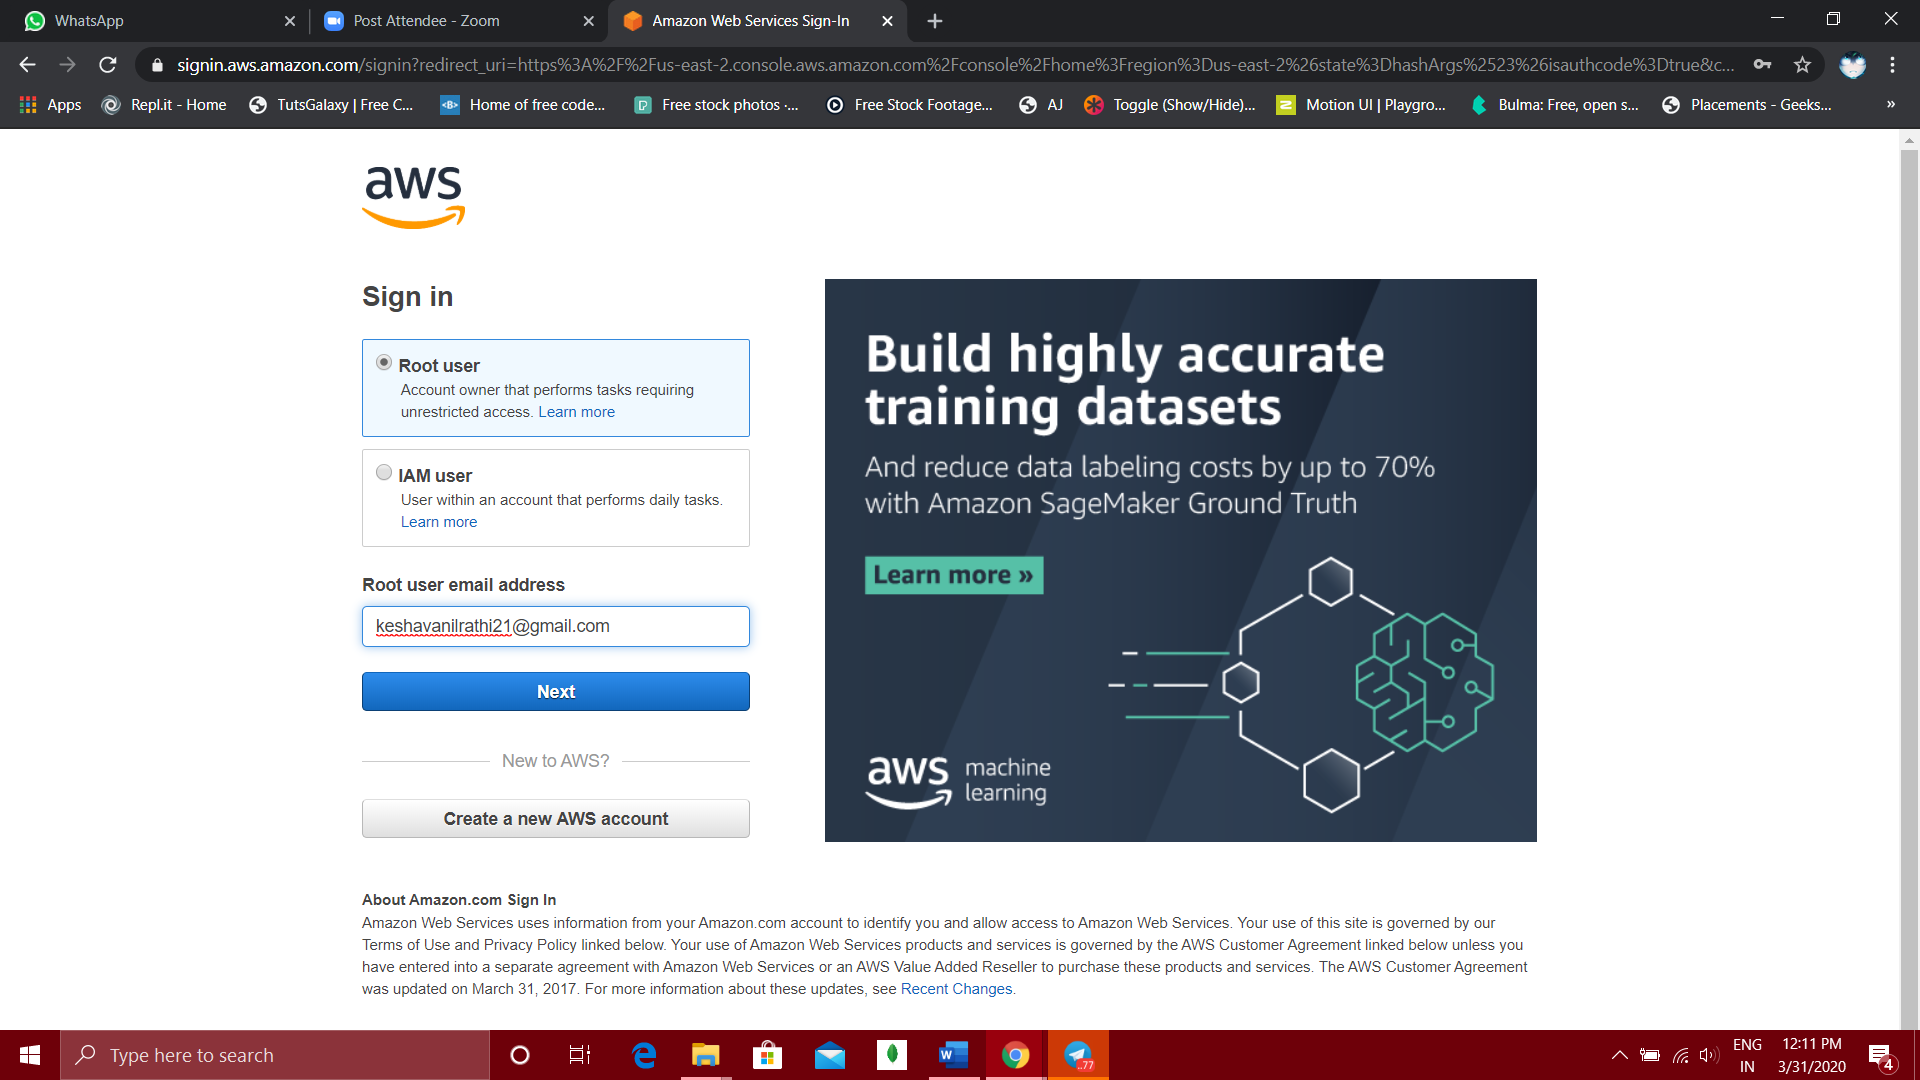 WhatsApp
Post Attendee - Zoom
Amazon Web Services Sign-In
signin.aws.amazon.com/signin?redirect_uri=https%3A%2F%2Fus-east-2.console.aws.amazon.com%2Fconsole%2Fhome%3Fregion%3Dus-east-2%26state%3DhashArgs%2523%26isauthcode%3Dtrue&c...
Apps
Repl.it - Home
TutsGalaxy | Free C...
Home of free code...
Free stock photos ·...
Free Stock Footage...
AJ
Toggle (Show/Hide)...
Motion UI | Playgro...
Bulma: Free, open s...
Placements - Geeks...
»
aws
Sign in
Root user
Account owner that performs tasks requiring
unrestricted access. Learn more
IAM user
User within an account that performs daily tasks.
Learn more
Root user email address
keshavanilrathi21@gmail.com
Next
New to AWS?
Create a new AWS account
Build highly accurate
training datasets
And reduce data labeling costs by up to 70%
with Amazon SageMaker Ground Truth
Learn more »
aws machine
learning
About Amazon.com Sign In
Amazon Web Services uses information from your Amazon.com account to identify you and allow access to Amazon Web Services. Your use of this site is governed by our
Terms of Use and Privacy Policy linked below. Your use of Amazon Web Services products and services is governed by the AWS Customer Agreement linked below unless you
have entered into a separate agreement with Amazon Web Services or an AWS Value Added Reseller to purchase these products and services. The AWS Customer Agreement
was updated on March 31, 2017. For more information about these updates, see Recent Changes.
Type here to search
W
..77
ENG
IN
12:11 PM
3/31/2020
4